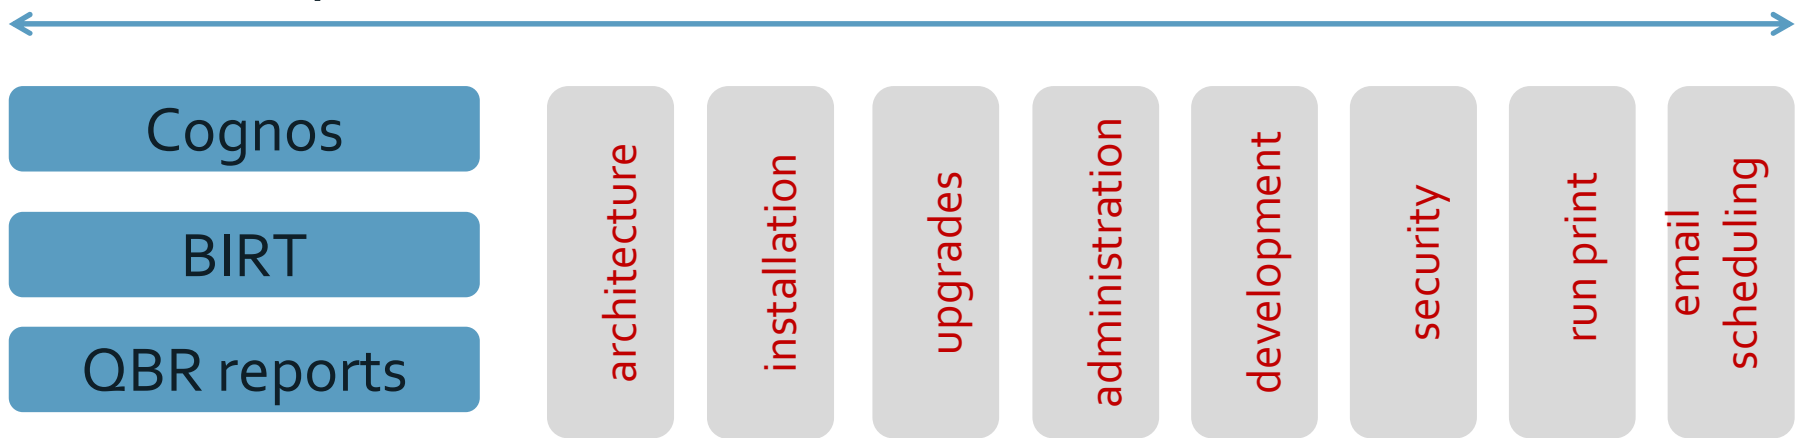 Cognos
BIRT
QBR reports
architecture
installation
upgrades
administration
development
security
run print
email
scheduling